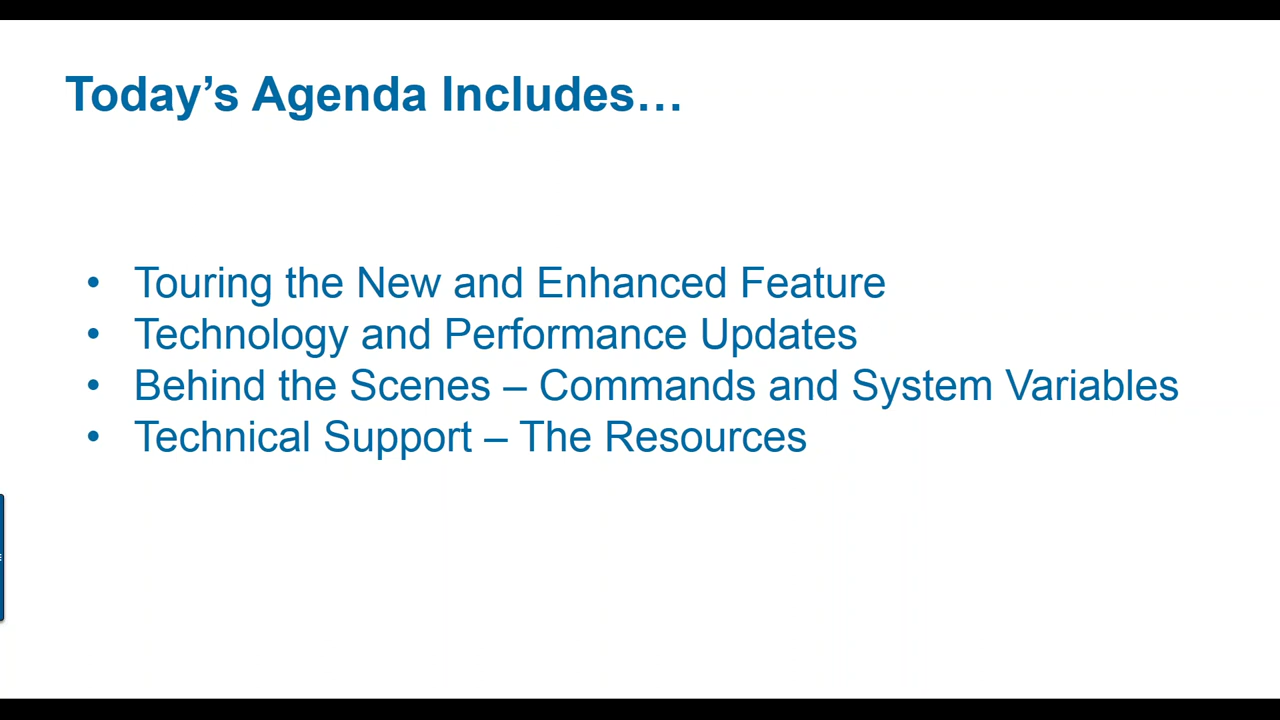 Today’s Agenda Includes…
• Touring the New and Enhanced Feature
• Technology and Performance Updates
• Behind the Scenes – Commands and System Variables
• Technical Support – The Resources